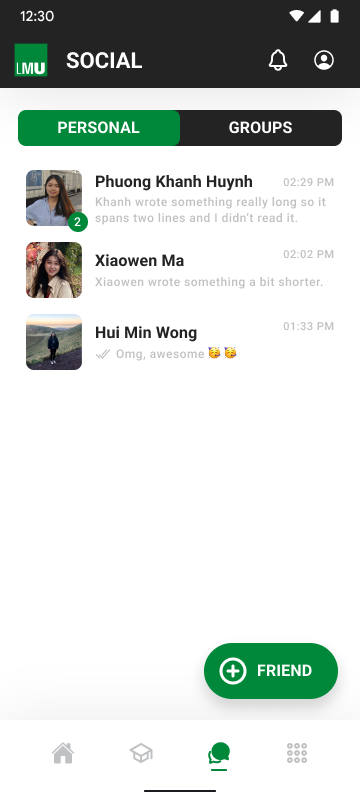 12:30
LMU
SOCIAL
PERSONAL
GROUPS
Phuong Khanh Huynh
02:29 PM
Khanh wrote something really long so it
spans two lines and I didn't read it.
2
Xiaowen Ma
02:02 PM
Xiaowen wrote something a bit shorter.
Hui Min Wong
01:33 PM
Omg, awesome 🥳 🥳
FRIEND